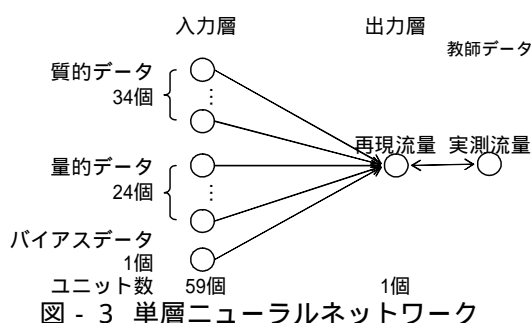 入力層
出力層
教師データ
質的データ
34個
再現流量
実測流量
量的データ
24個
バイアスデータ
1個
ユニット数 59個 1個
図 - 3 単層ニューラルネットワーク